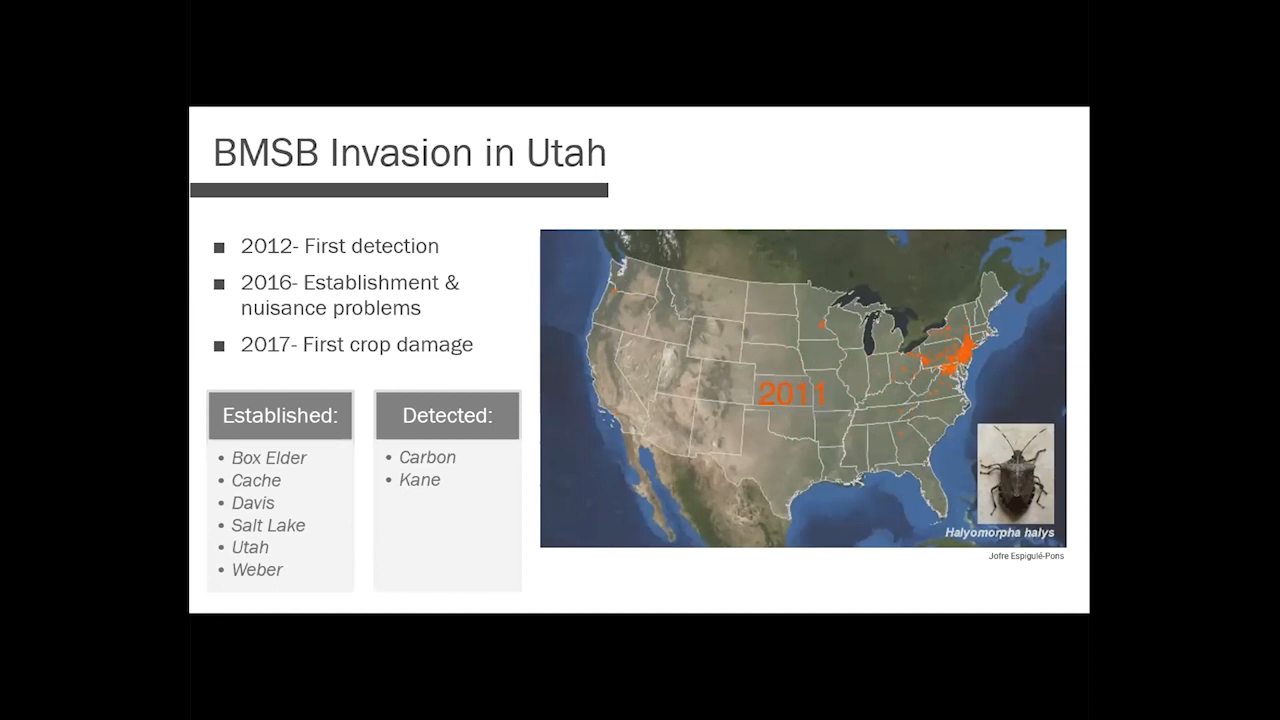 BMSB Invasion in Utah
■ 2012- First detection
■ 2016- Establishment &
nuisance problems
■ 2017- First crop damage
Established:
• Box Elder
• Cache
• Davis
• Salt Lake
• Utah
• Weber
Detected:
• Carbon
• Kane
2011
Halyomorpha halys
Jofre Espigulé-Pons